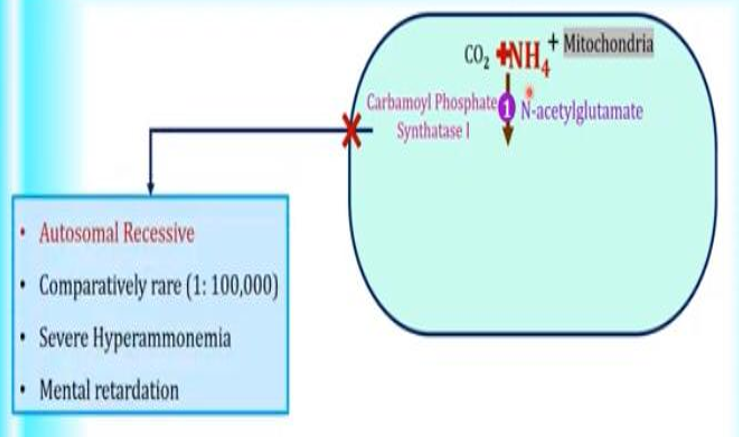 CO₂ + NH₄⁺ Mitochondria
Carbamoyl Phosphate 1 N-acetylglutamate
Synthatase I
• Autosomal Recessive
• Comparatively rare (1: 100,000)
• Severe Hyperammonemia
• Mental retardation